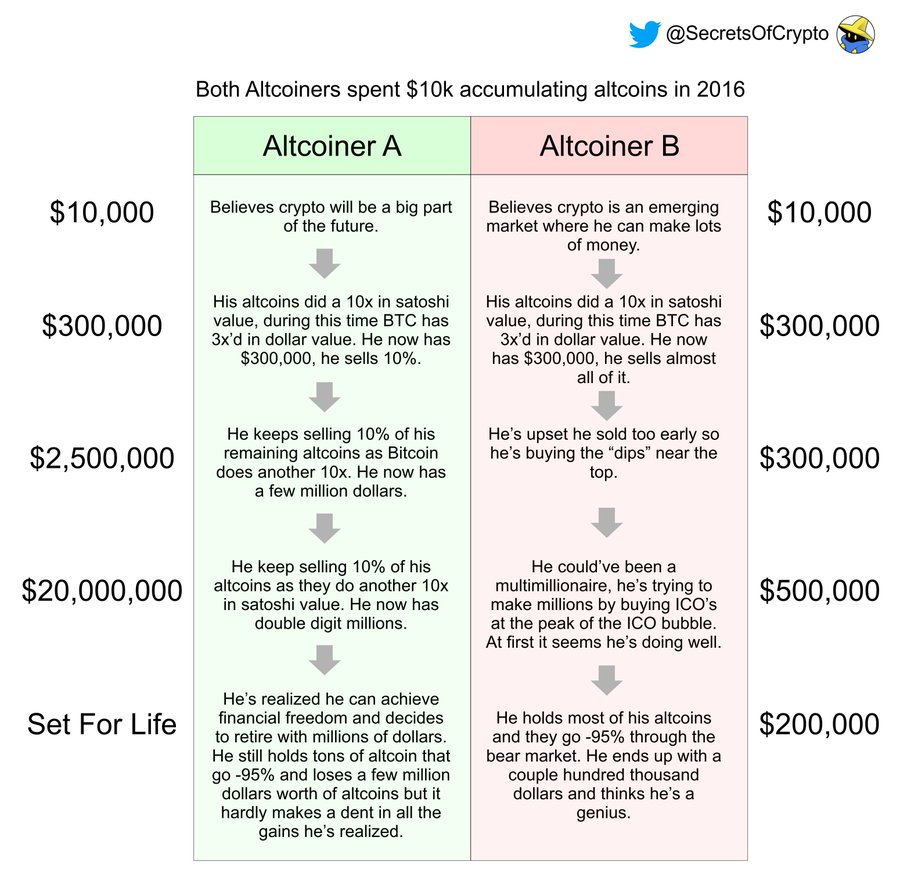 @SecretsOfCrypto
Both Altcoiners spent $10k accumulating altcoins in 2016
Altcoiner A
Altcoiner B
$10,000
Believes crypto will be a big part
of the future.
Believes crypto is an emerging
market where he can make lots
of money.
$10,000
$300,000
His altcoins did a 10x in satoshi
value, during this time BTC has
3x’d in dollar value. He now has
$300,000, he sells 10%.
His altcoins did a 10x in satoshi
value, during this time BTC has
3x’d in dollar value. He now
has $300,000, he sells almost
all of it.
$300,000
$2,500,000
He keeps selling 10% of his
remaining altcoins as Bitcoin
does another 10x. He now has
a few million dollars.
He’s upset he sold too early so
he’s buying the “dips” near the
top.
$300,000
$20,000,000
He keep selling 10% of his
altcoins as they do another 10x
in satoshi value. He now has
double digit millions.
He could’ve been a
multimillionaire, he’s trying to
make millions by buying ICO’s
at the peak of the ICO bubble.
At first it seems he’s doing well.
$500,000
Set For Life
He’s realized he can achieve
financial freedom and decides
to retire with millions of dollars.
He still holds tons of altcoin that
go -95% and loses a few million
dollars worth of altcoins but it
hardly makes a dent in all the
gains he’s realized.
He holds most of his altcoins
and they go -95% through the
bear market. He ends up with a
couple hundred thousand
dollars and thinks he’s a
genius.
$200,000